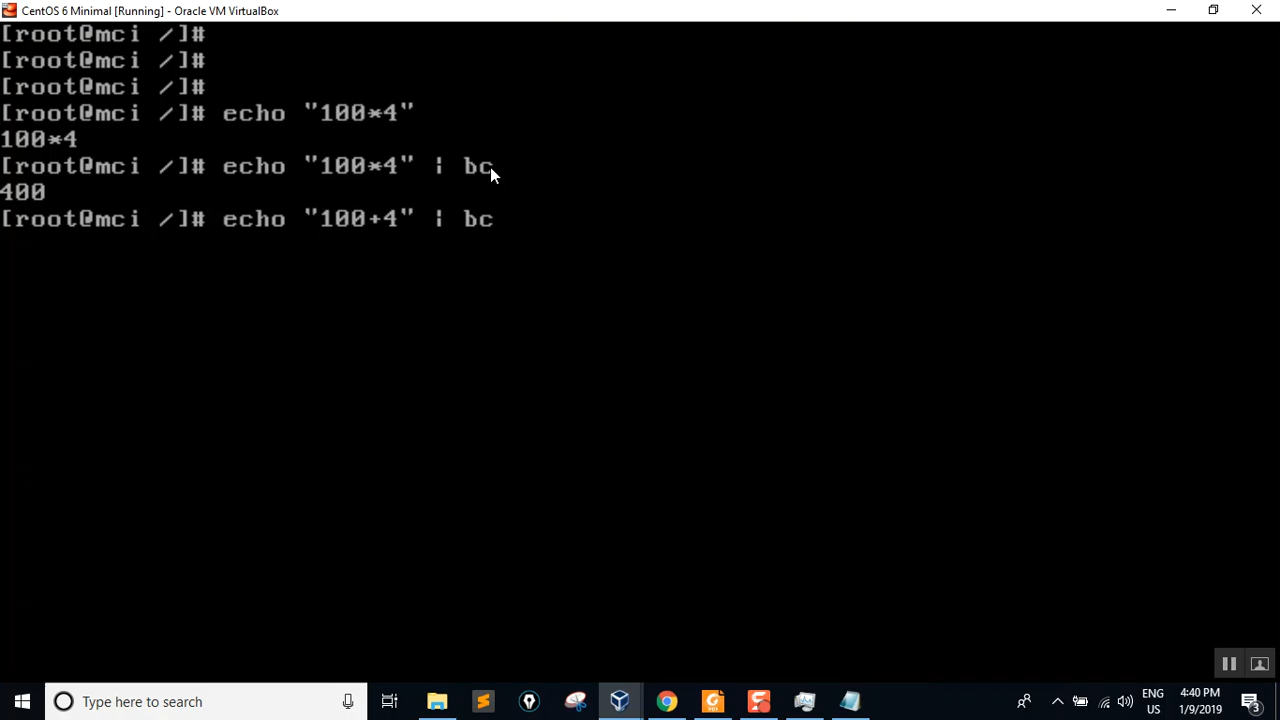 CentOS 6 Minimal [Running] - Oracle VM VirtualBox
[root@mci /]#
[root@mci /]#
[root@mci /]#
[root@mci /]# echo "100*4"
100*4
[root@mci /]# echo "100*4" | bc
400
[root@mci /]# echo "100+4" | bc
Type here to search
ENG
US
4:40 PM
1/9/2019
3